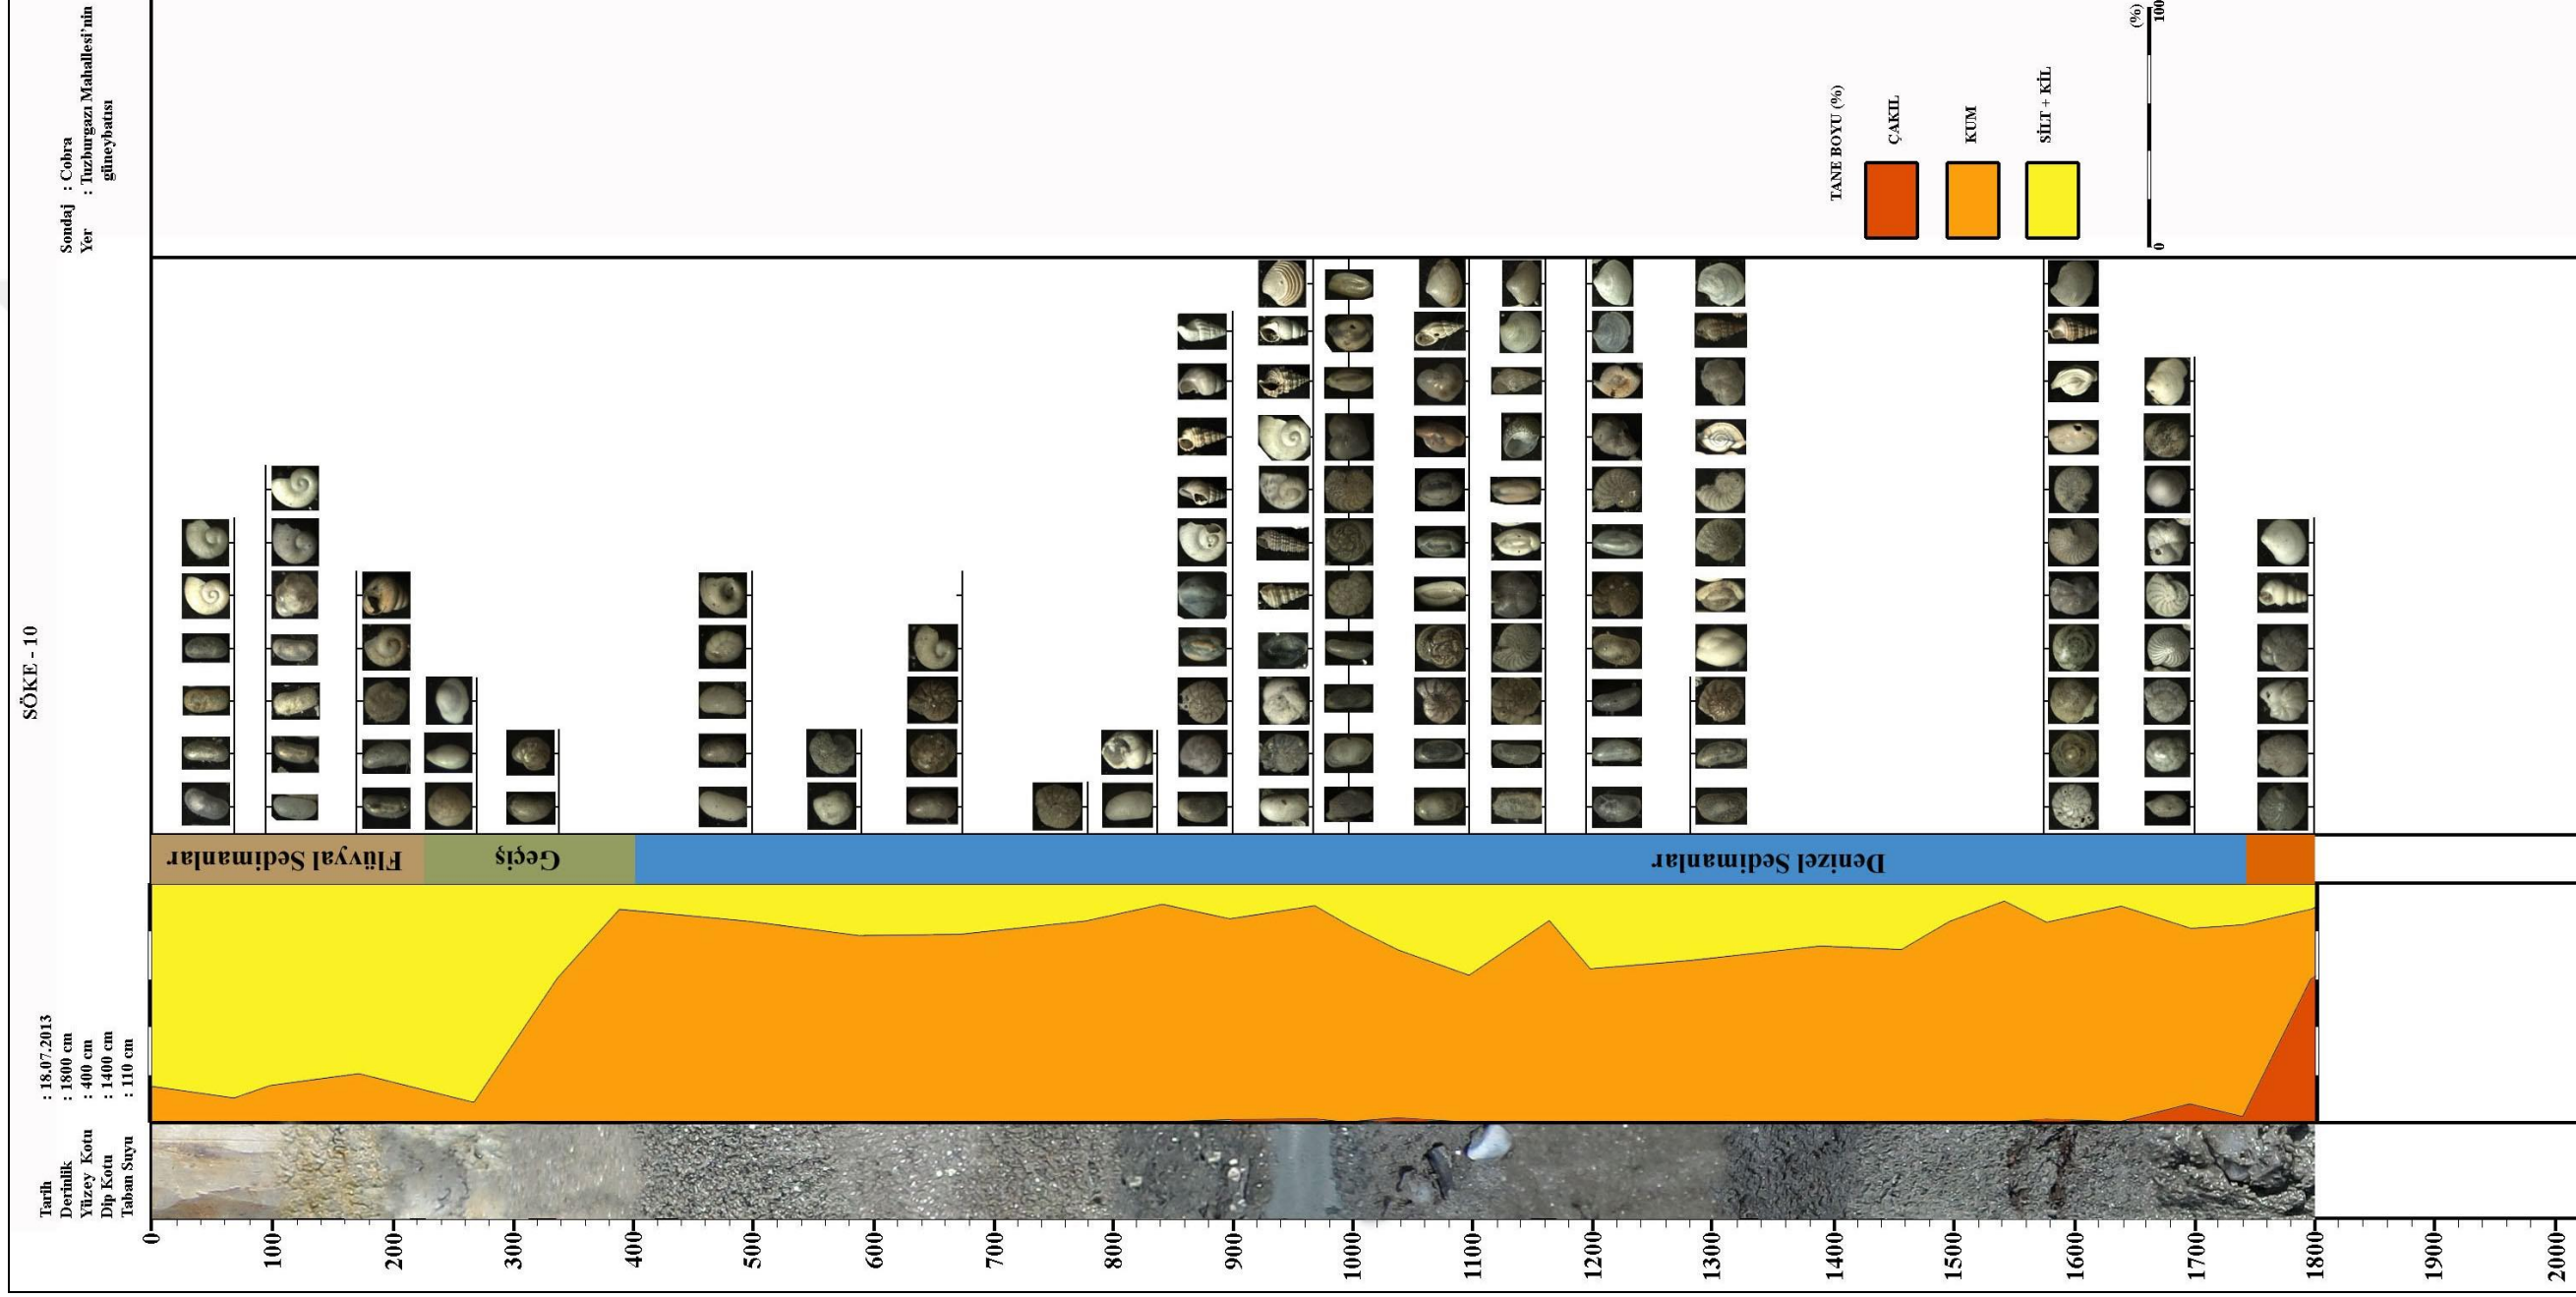 SÖKE - 10
Tarih : 18.07.2013
Derinlik : 1800 cm
Yüzey Kotu : 400 cm
Dip Kotu : 1400 cm
Taban Suyu : 110 cm
Sondaj : Cobra
Yer : Tuzburgazı Mahallesi'nin
güneybatısı
Flüvyal Sedimanlar
Geçiş
Denizel Sedimanlar
TANE BOYU (%)
ÇAKIL
KUM
SİLT + KİL
(%)
0
100
0
100
200
300
400
500
600
700
800
900
1000
1100
1200
1300
1400
1500
1600
1700
1800
1900
2000